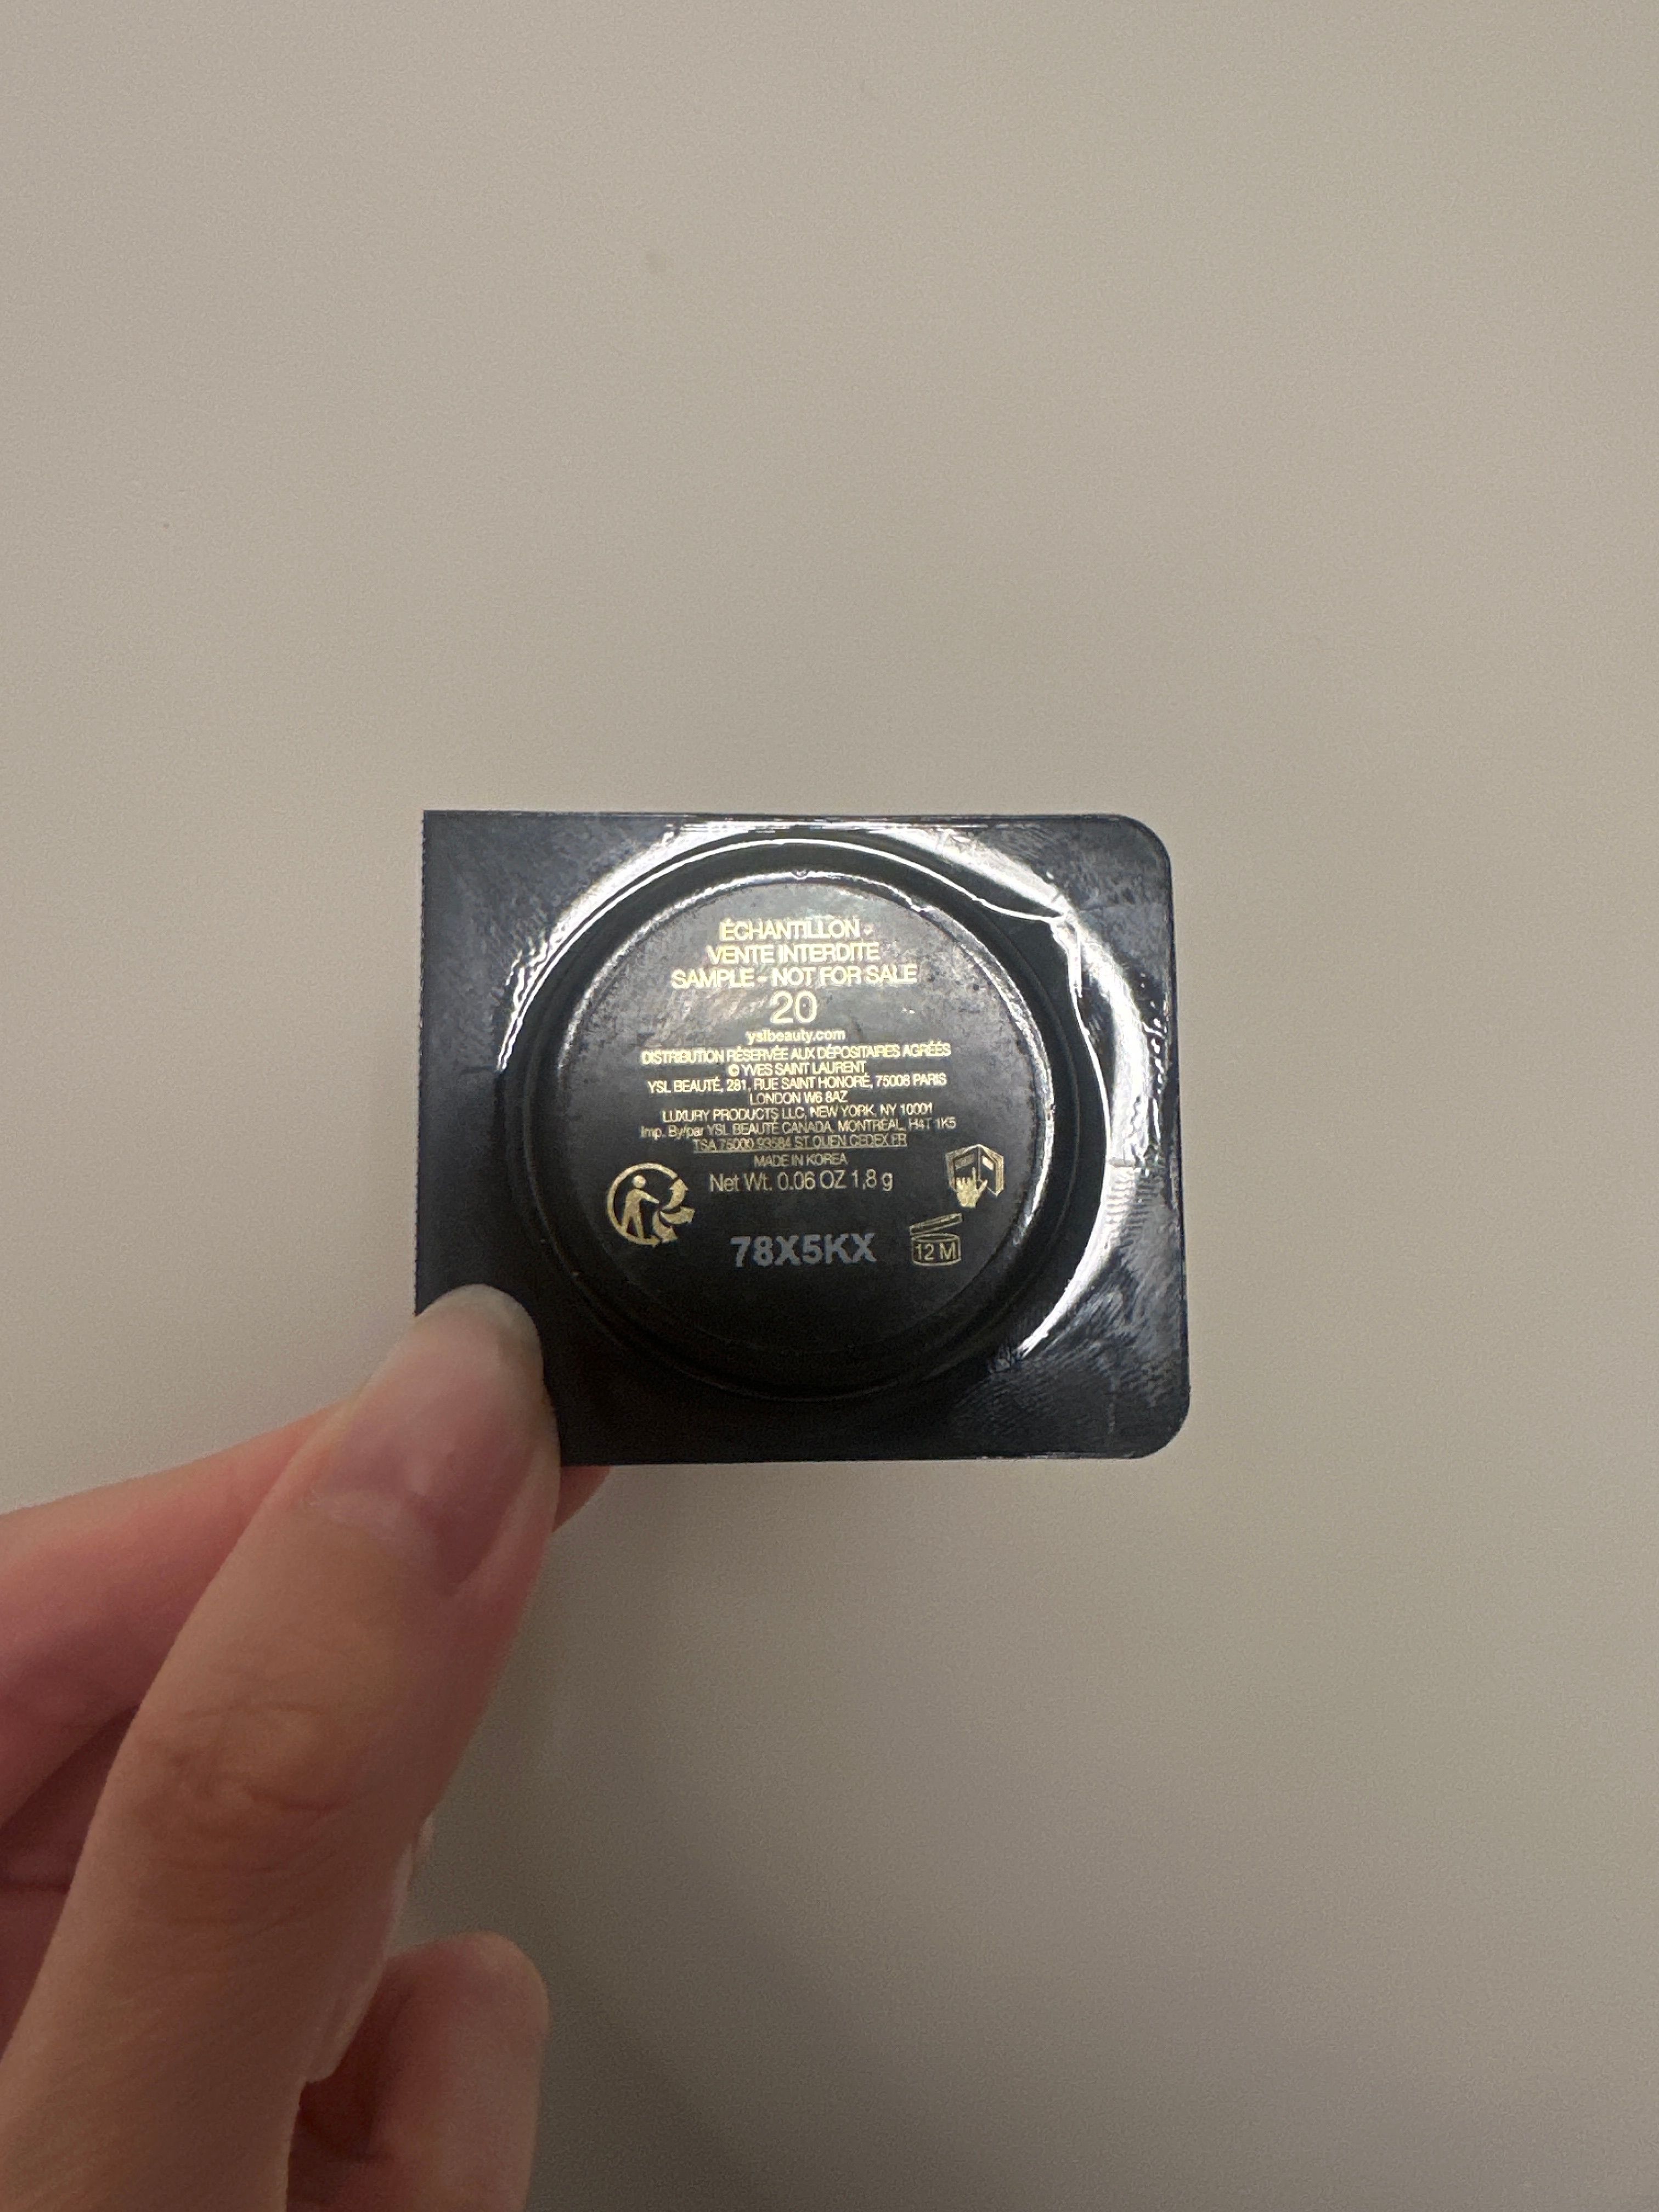 ÉCHANTILLON -
VENTE INTERDITE
SAMPLE - NOT FOR SALE
20
yslbeauty.com
DISTRIBUTION RÉSERVÉE AUX DÉPOSITAIRES AGRÉÉS
© YVES SAINT LAURENT
YSL BEAUTÉ, 281, RUE SAINT HONORÉ, 75008 PARIS
LONDON W6 8AZ
LUXURY PRODUCTS LLC, NEW YORK, NY 10001
Imp. By/par YSL BEAUTÉ CANADA, MONTRÉAL, H4T 1K5
TSA 75000 93584 ST OUEN CEDEX FR
MADE IN KOREA
Net Wt. 0.06 OZ 1,8 g
78X5KX
12 M